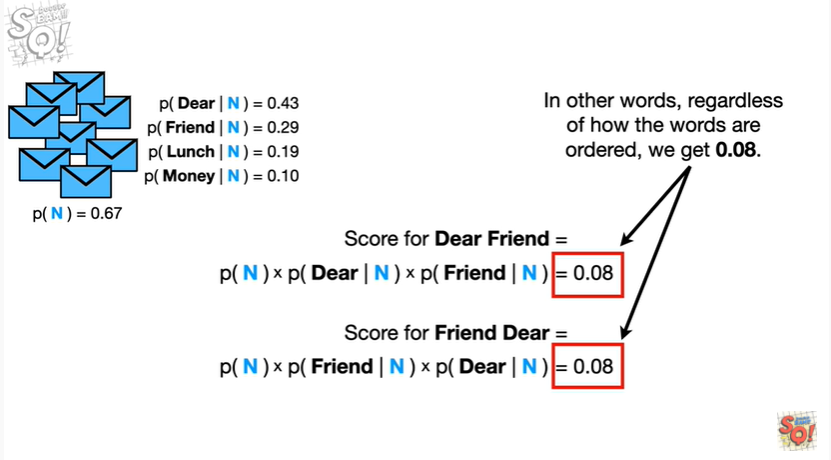 p( Dear | N ) = 0.43
p( Friend | N ) = 0.29
p( Lunch | N ) = 0.19
p( Money | N ) = 0.10
p( N ) = 0.67
In other words, regardless
of how the words are
ordered, we get 0.08.
Score for Dear Friend =
p( N ) × p( Dear | N ) × p( Friend | N ) = 0.08
Score for Friend Dear =
p( N ) × p( Friend | N ) × p( Dear | N ) = 0.08